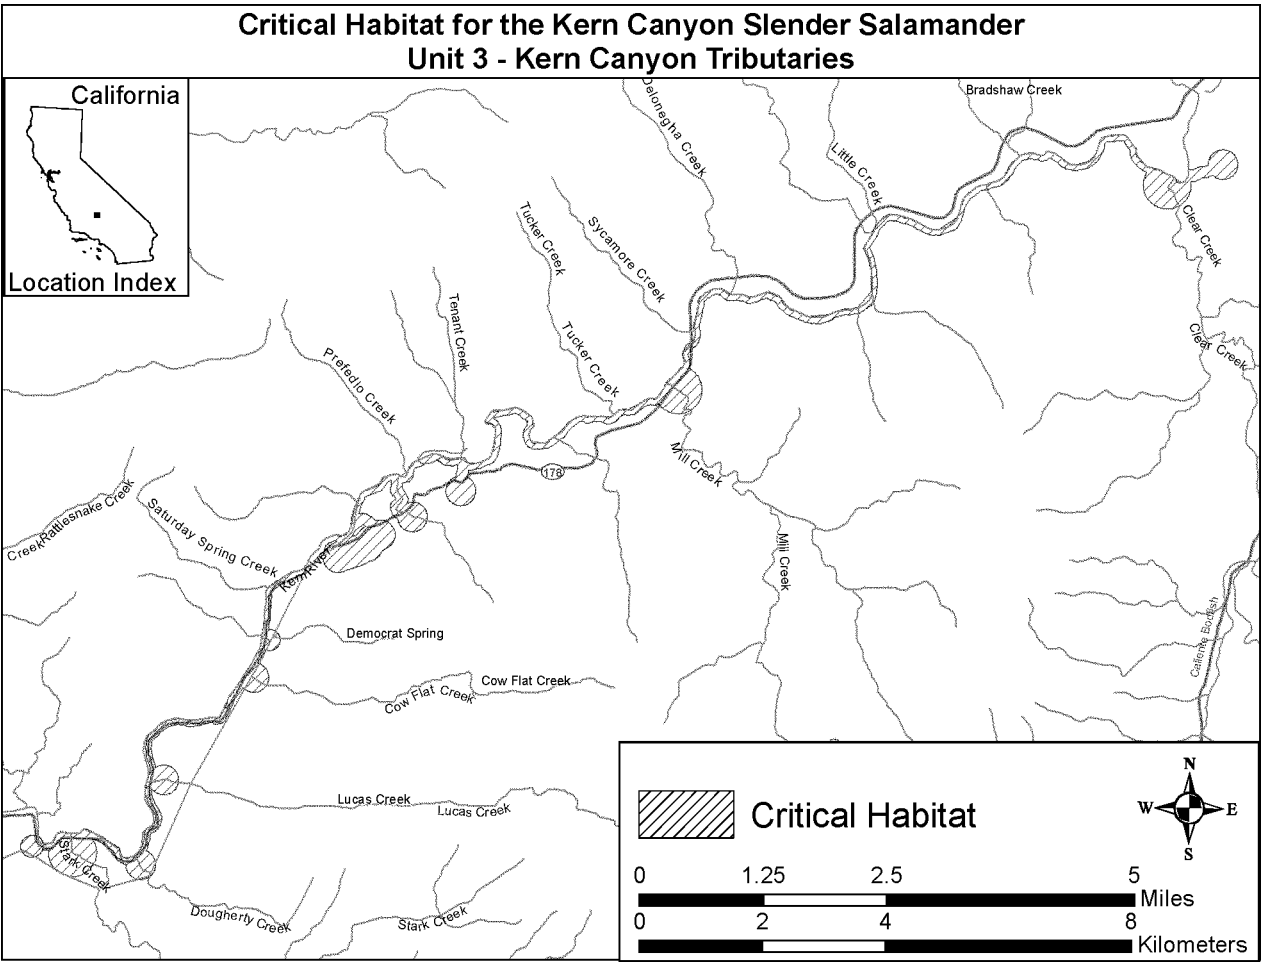 Critical Habitat for the Kern Canyon Slender Salamander
Unit 3 - Kern Canyon Tributaries
California
Location Index
Bradshaw Creek
Delonegha Creek
Little Creek
Tucker Creek
Sycamore Creek
Clear Creek
Tenant Creek
Tucker Creek
Clear Creek
Prefedio Creek
Mill Creek
178
Rattlesnake Creek
Creek
Saturday Spring Creek
Kern River
Mill Creek
Democrat Spring
Caliente Bodfish
Cow Flat Creek
Cow Flat Creek
Lucas Creek
Lucas Creek
Stark Creek
Dougherty Creek
Stark Creek
Critical Habitat
N
W
E
S
0 1.25 2.5 5
Miles
0 2 4 8
Kilometers